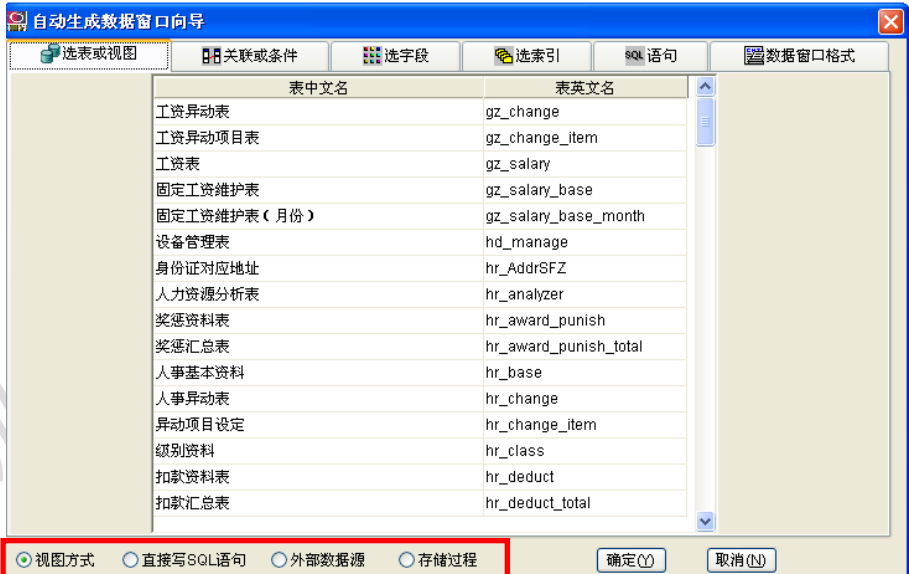 自动生成数据窗口向导
选表或视图 关联或条件 选字段 选索引 SQL 语句 数据窗口格式
表中文名 表英文名
工资异动表 gz_change
工资异动项目表 gz_change_item
工资表 gz_salary
固定工资维护表 gz_salary_base
固定工资维护表(月份) gz_salary_base_month
设备管理表 hd_manage
身份证对应地址 hr_AddrSFZ
人力资源分析表 hr_analyzer
奖惩资料表 hr_award_punish
奖惩汇总表 hr_award_punish_total
人事基本资料 hr_base
人事异动表 hr_change
异动项目设定 hr_change_item
级别资料 hr_class
扣款资料表 hr_deduct
扣款汇总表 hr_deduct_total
视图方式 直接写SQL语句 外部数据源 存储过程 确定(Y) 取消(N)